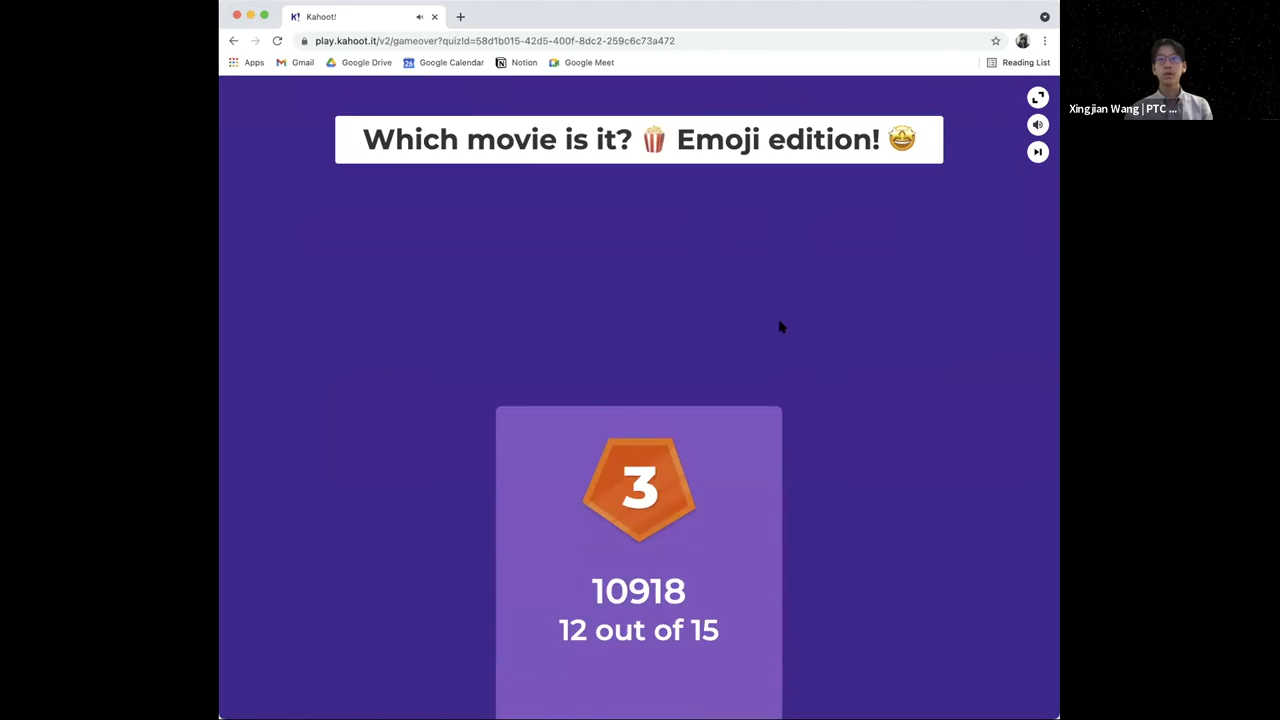 K! Kahoot!
play.kahoot.it/v2/gameover?quizId=58d1b015-42d5-400f-8dc2-259c6c73a472
Apps Gmail Google Drive 26 Google Calendar Notion Google Meet Reading List
Xingjian Wang | PTC ...
Which movie is it? 🍿 Emoji edition! 🤩
3
10918
12 out of 15